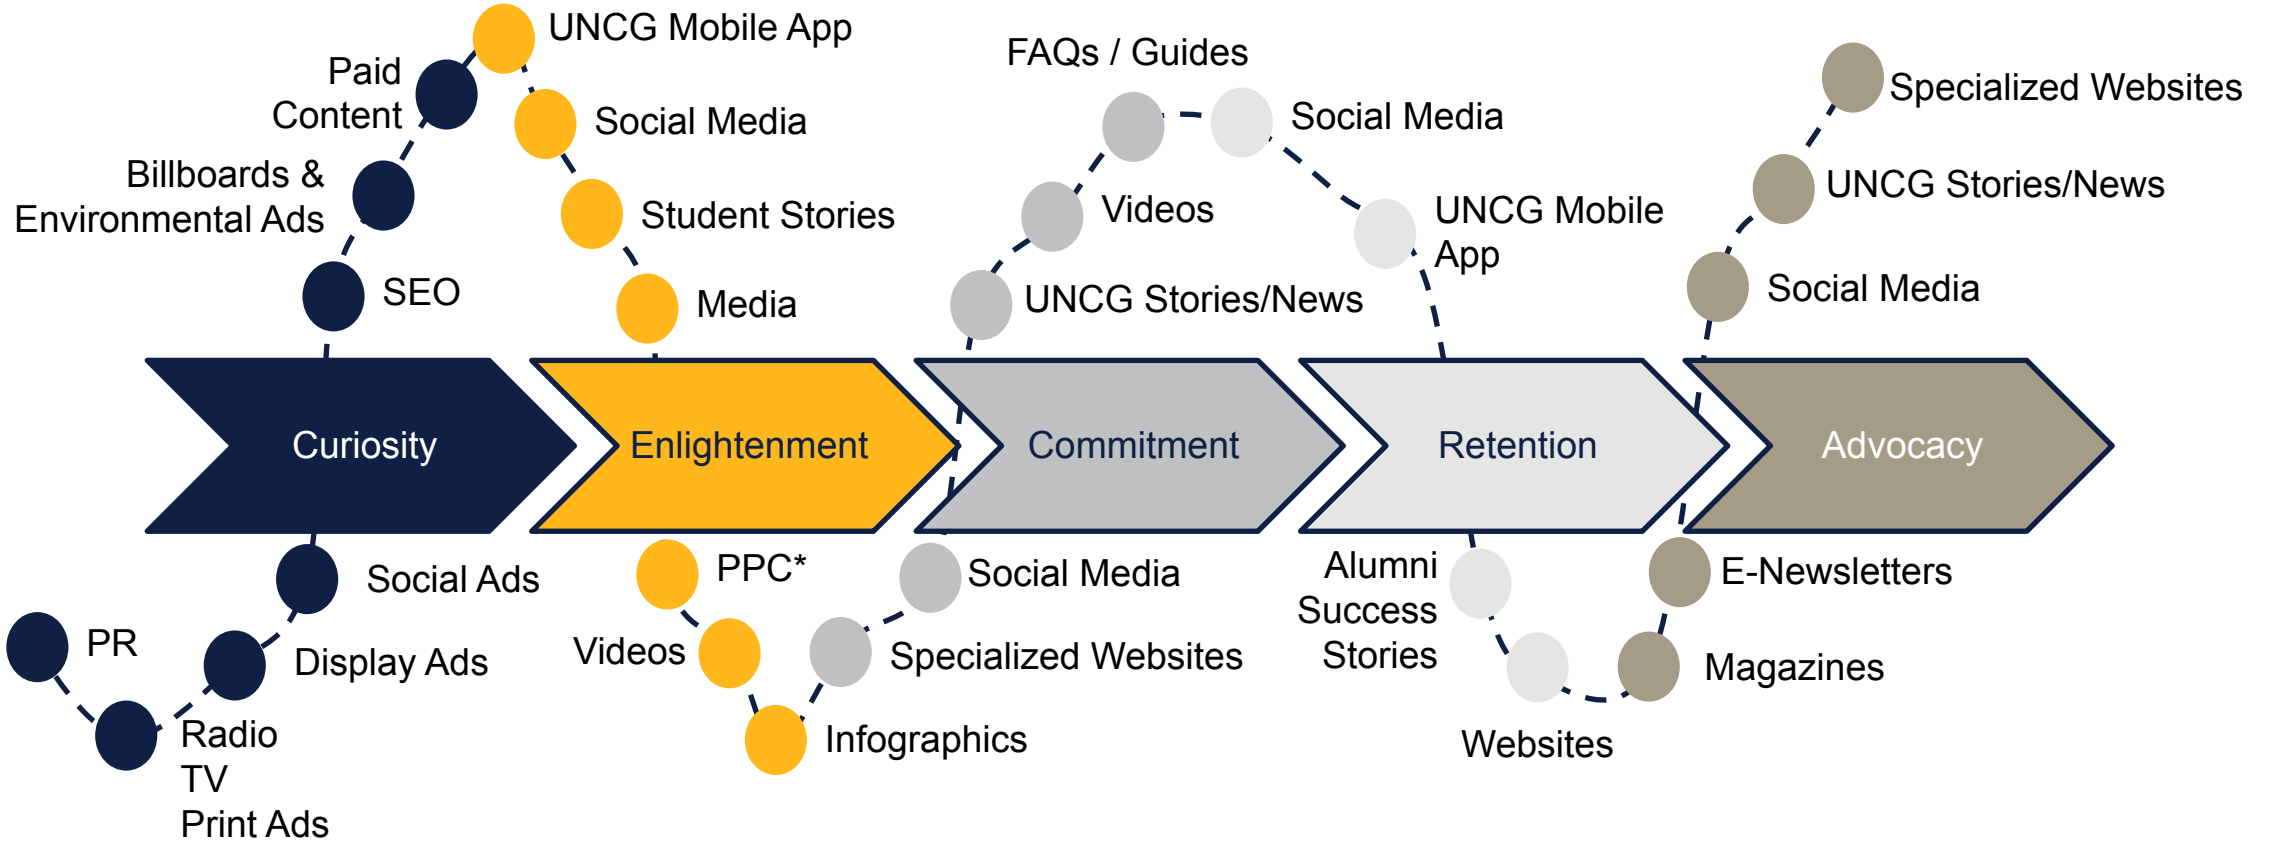 UNCG Mobile App
Paid
Content
Social Media
Billboards &
Environmental Ads
Student Stories
SEO
Media
FAQs / Guides
Social Media
Videos
UNCG Mobile
App
UNCG Stories/News
Specialized Websites
UNCG Stories/News
Social Media
Curiosity
Enlightenment
Commitment
Retention
Advocacy
Social Ads
PR
Display Ads
Radio
TV
Print Ads
PPC*
Videos
Infographics
Social Media
Specialized Websites
Alumni
Success
Stories
Websites
E-Newsletters
Magazines